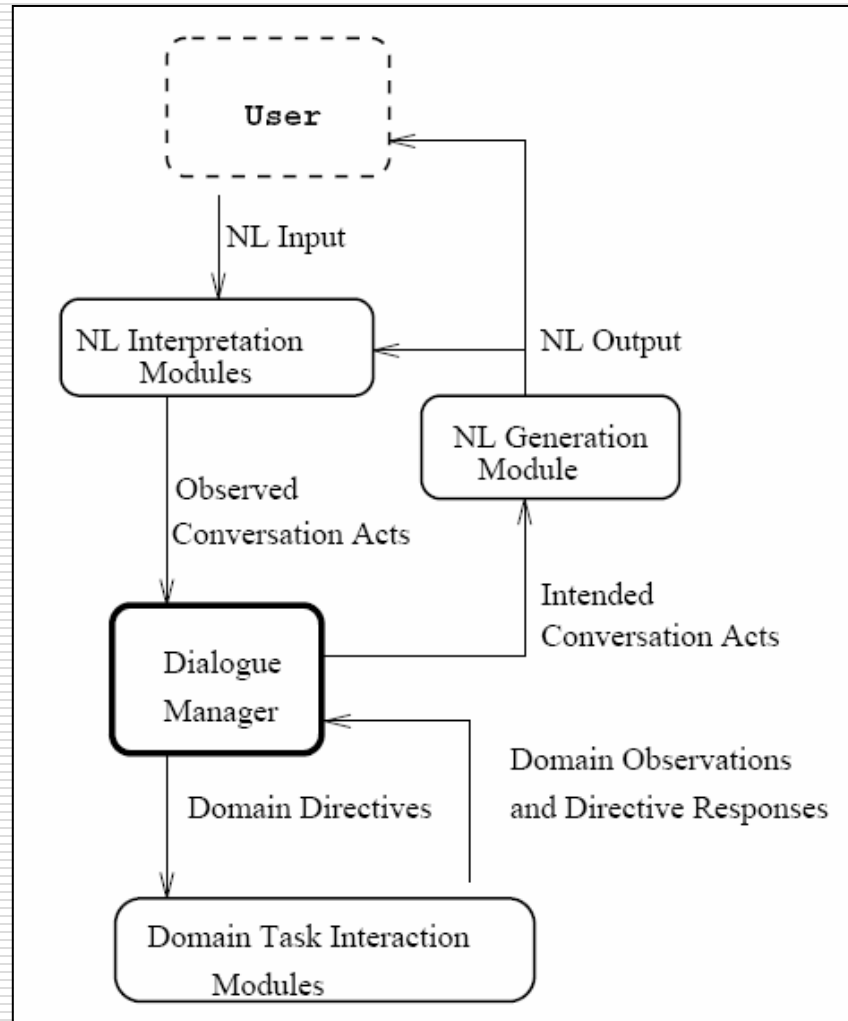 User
NL Input
NL Interpretation
Modules
NL Output
NL Generation
Module
Observed
Conversation Acts
Intended
Conversation Acts
Dialogue
Manager
Domain Observations
and Directive Responses
Domain Directives
Domain Task Interaction
Modules